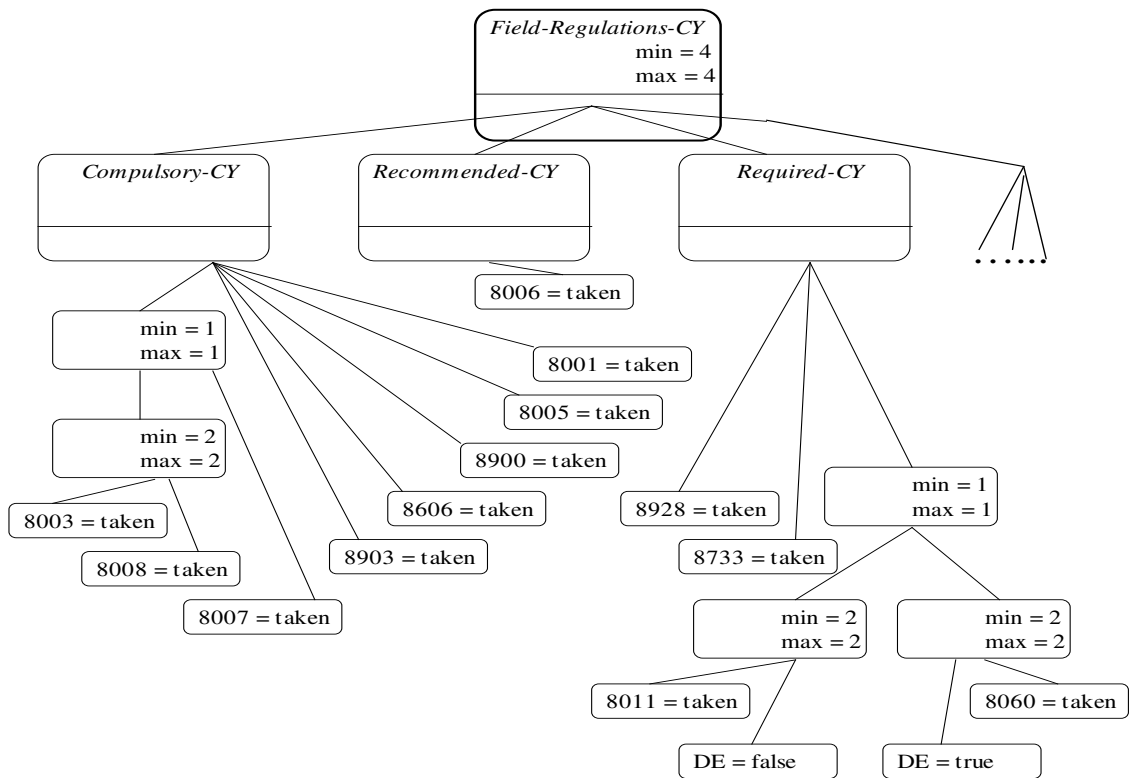 Field-Regulations-CY
min = 4
max = 4
Compulsory-CY
Recommended-CY
Required-CY
8006 = taken
min = 1
max = 1
8001 = taken
8005 = taken
min = 2
max = 2
8900 = taken
min = 1
max = 1
8003 = taken
8606 = taken
8928 = taken
8008 = taken
8903 = taken
8733 = taken
8007 = taken
min = 2
max = 2
min = 2
max = 2
8011 = taken
8060 = taken
DE = false
DE = true